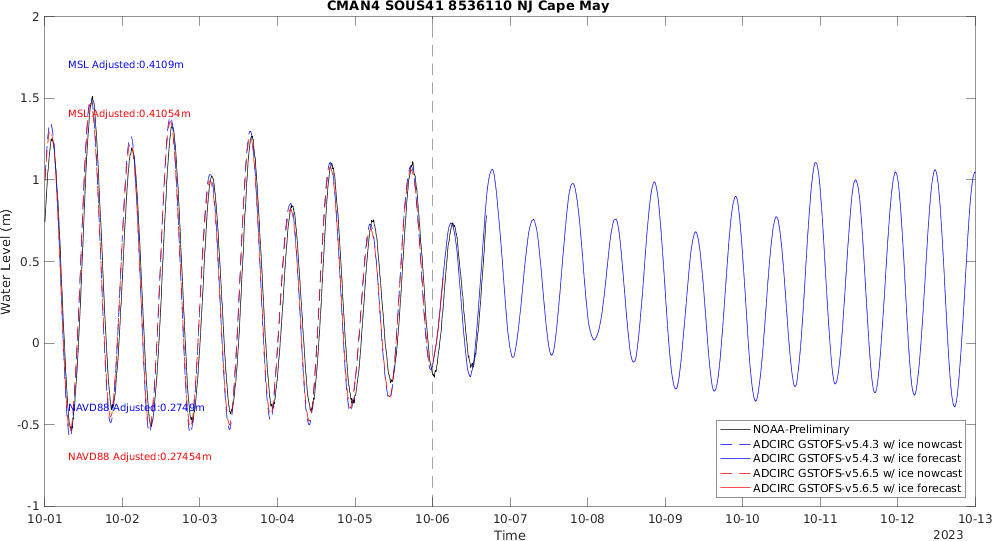 CMAN4 SOUS41 8536110 NJ Cape May
2
1.5
1
0.5
0
-0.5
-1
Water Level (m)
MSL Adjusted:0.4109m
MSL Adjusted:0.41054m
NAVD88 Adjusted:0.2749m
NAVD88 Adjusted:0.27454m
NOAA-Preliminary
ADCIRC GSTOFS-v5.4.3 w/ ice nowcast
ADCIRC GSTOFS-v5.4.3 w/ ice forecast
ADCIRC GSTOFS-v5.6.5 w/ ice nowcast
ADCIRC GSTOFS-v5.6.5 w/ ice forecast
10-01 10-02 10-03 10-04 10-05 10-06 10-07 10-08 10-09 10-10 10-11 10-12 10-13
Time
2023